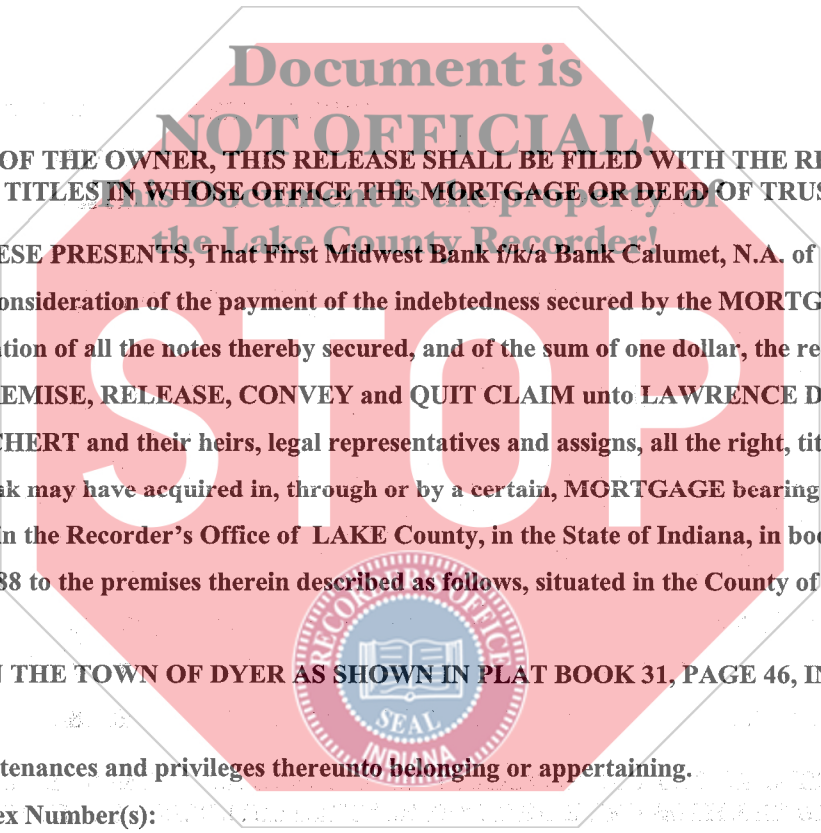 Document is
NOT OFFICIAL!
OF THE OWNER, THIS RELEASE SHALL BE FILED WITH THE
TITLES IN WHOSE OFFICE THE MORTGAGE OR DEED OF TRUS
This Document is the property of
the Lake County Recorder!
ESE PRESENTS, That First Midwest Bank f/k/a Bank Calumet, N.A. of
onsideration of the payment of the indebtedness secured by the MORTG
tion of all the notes thereby secured, and of the sum of one dollar, the re
EMISE, RELEASE, CONVEY and QUIT CLAIM unto LAWRENCE D
CHERT and their heirs, legal representatives and assigns, all the right, tit
STOP
nk may have acquired in, through or by a certain, MORTGAGE bearing
in the Recorder's Office of LAKE County, in the State of Indiana, in boo
88 to the premises therein described as follows, situated in the County of
RECORDER'S OFFICE
SEAL
INDIANA
N THE TOWN OF DYER AS SHOWN IN PLAT BOOK 31, PAGE 46, IN
tenances and privileges thereunto belonging or appertaining.
ex Number(s):